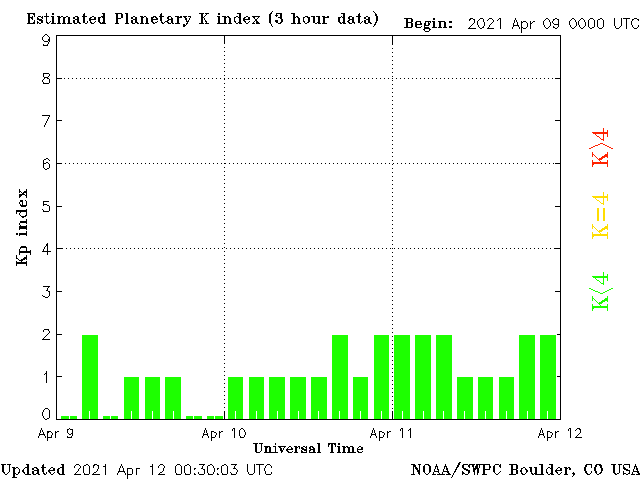 Estimated Planetary K index (3 hour data)
Begin: 2021 Apr 09 0000 UTC
9
8
7
6
5
4
3
2
1
0
Kp index
K>4
K=4
K<4
Apr 9
Apr 10
Apr 11
Apr 12
Universal Time
Updated 2021 Apr 12 00:30:03 UTC
NOAA/SWPC Boulder, CO USA